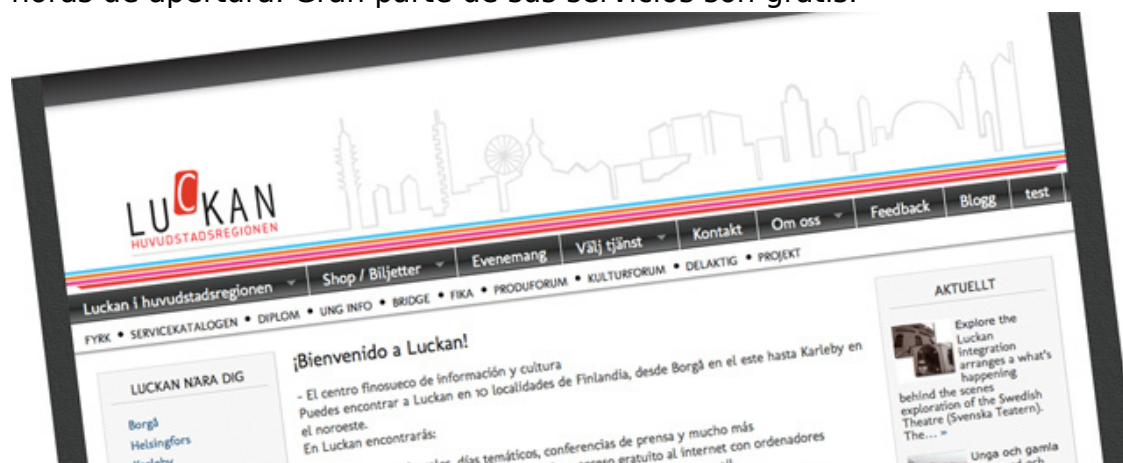 horas de apertura. Gran parte de sus servicios son gratis.
LUCKAN
HUVUDSTADSREGIONEN
Luckan i huvudstadsregionen Shop / Biljetter Evenemang Välj tjänst Kontakt Om oss Feedback Blogg test
FYRK • SERVICEKATALOGEN • DIPLOM • UNG INFO • BRIDGE • FIKA • PRODUFORUM • KULTURFORUM • DELAKTIG • PROJEKT
LUCKAN NÄRA DIG
Borgå
Helsingfors
Karleby
¡Bienvenido a Luckan!
- El centro finosueco de información y cultura
Puedes encontrar a Luckan en 10 localidades de Finlandia, desde Borgå en el este hasta Karleby en
el noroeste.
En Luckan encontrarás:
días temáticos, conferencias de prensa y mucho más
gratuito al internet con ordenadores
AKTUELLT
Explore the
Luckan
integration
arranges a what's
happening
behind the scenes
exploration of the Swedish
Theatre (Svenska Teatern).
The... »
Unga och gamla
och